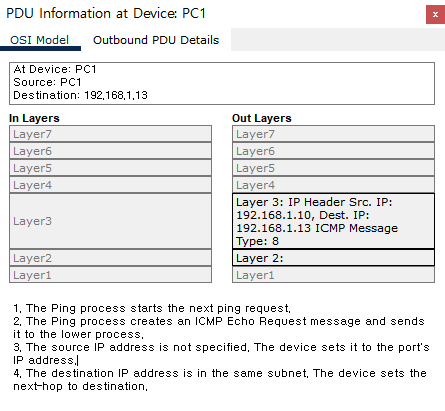 PDU Information at Device: PC1
x
OSI Model Outbound PDU Details
At Device: PC1
Source: PC1
Destination: 192.168.1.13
In Layers Out Layers
Layer7 Layer7
Layer6 Layer6
Layer5 Layer5
Layer4 Layer4
Layer3
Layer 3: IP Header Src. IP:
192.168.1.10, Dest. IP:
192.168.1.13 ICMP Message
Type: 8
Layer2 Layer 2:
Layer1 Layer1
1. The Ping process starts the next ping request.
2. The Ping process creates an ICMP Echo Request message and sends
it to the lower process.
3. The source IP address is not specified. The device sets it to the port's
IP address.
4. The destination IP address is in the same subnet. The device sets the
next-hop to destination.